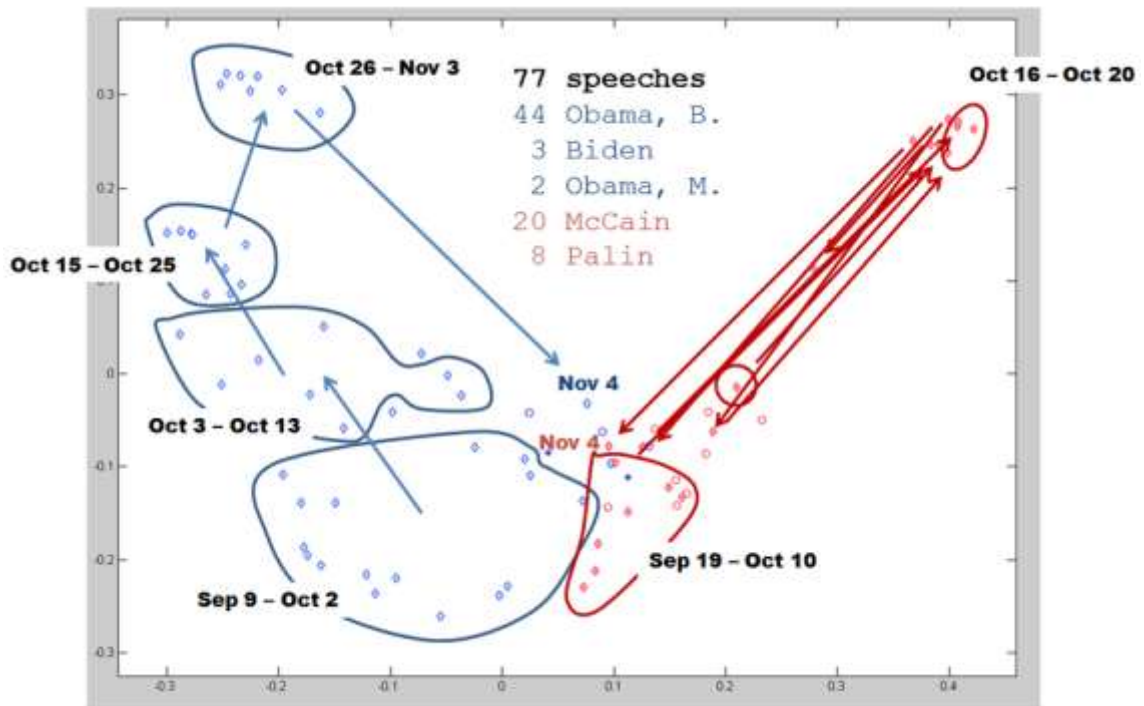 Oct 26 – Nov 3
77 speeches
44 Obama, B.
3 Biden
2 Obama, M.
20 McCain
8 Palin
Oct 16 – Oct 20
Oct 15 – Oct 25
Nov 4
Oct 3 – Oct 13
Nov 4
Sep 19 – Oct 10
Sep 9 – Oct 2
0.3
0.2
0
-0.1
-0.2
-0.3
-0.3
-0.2
-0.1
0
0.1
0.2
0.3
0.4